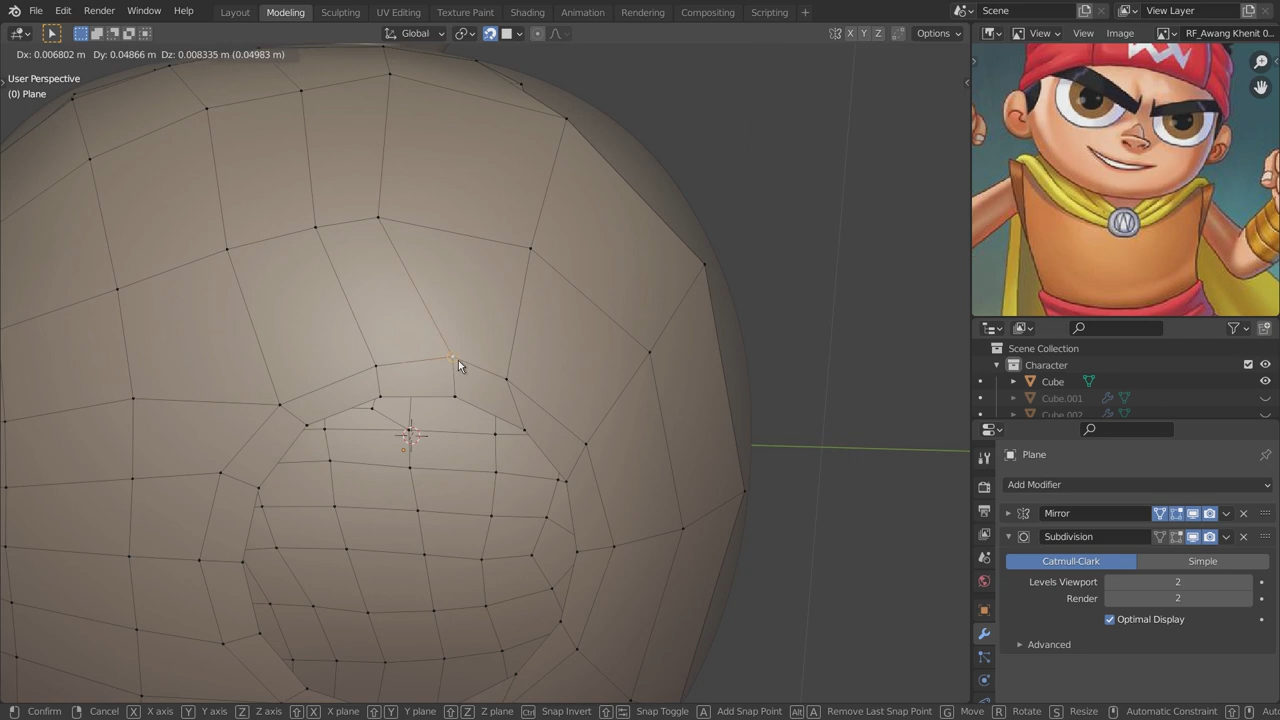 File Edit Render Window Help Layout Modeling Sculpting UV Editing Texture Paint Shading Animation Rendering Compositing Scripting + Scene View Layer
Global X Y Z Options View View Image RF_Awang Khenit 0...
Dx: 0.006802 m Dy: 0.04866 m Dz: 0.008335 m (0.04983 m)
User Perspective
(0) Plane
Scene Collection
Character
Cube
Cube.001
Cube.002
Plane
Add Modifier
Mirror
Subdivision
Catmull-Clark Simple
Levels Viewport 2
Render 2
Optimal Display
Advanced
Confirm Cancel X X axis Y Y axis Z Z axis X X plane Y Y plane Z Z plane Ctrl Snap Invert Snap Toggle A Add Snap Point Alt A Remove Last Snap Point G Move R Rotate S Resize Automatic Constraint Auto